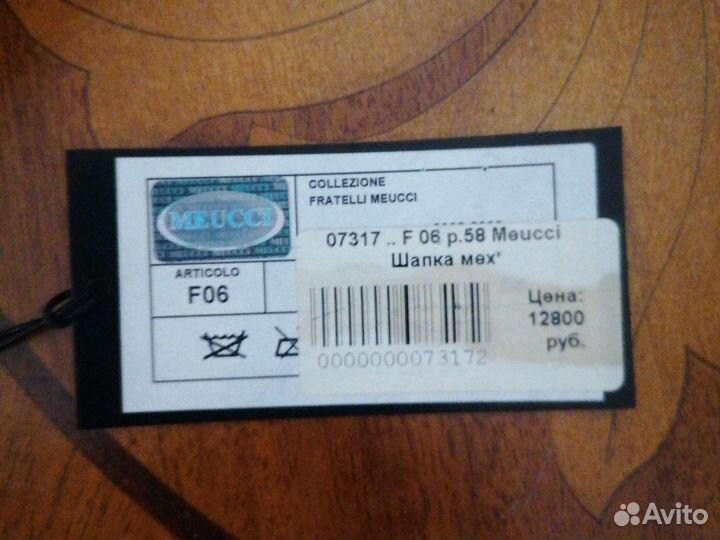 COLLEZIONE
FRATELLI MEUCCI
MEUCCI
ARTICOLO
F06
07317 .. F 06 р.58 Meucci
Шапка мех*
Цена:
12800
руб.
0000000073172
Avito